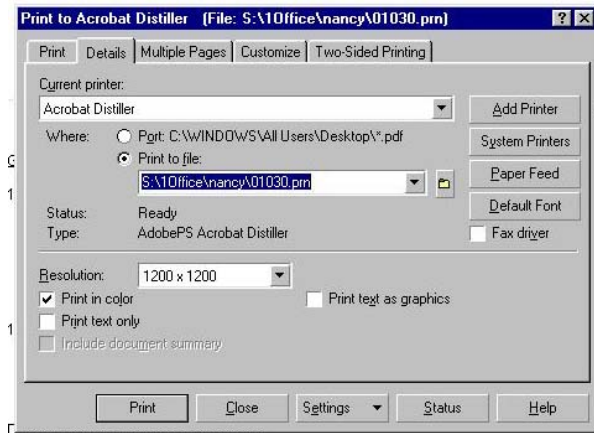 Print to Acrobat Distiller (File: S:\1Office\nancy\01030.prn)
Print Details Multiple Pages Customize Two-Sided Printing
Current printer:
Acrobat Distiller Add Printer
Where: Port: C:\WINDOWS\All Users\Desktop\*.pdf System Printers
Print to file:
S:\1Office\nancy\01030.prn Paper Feed
Status: Ready Default Font
Type: AdobePS Acrobat Distiller Fax driver
Resolution: 1200 x 1200
Print in color Print text as graphics
Print text only
Include document summary
Print Close Settings Status Help